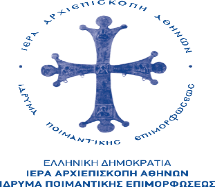 ΙΕΡΑ ΑΡΧΙΕΠΙΣΚΟΠΗ ΑΘΗΝΩΝ
ΙΔΡΥΜΑ ΠΟΙΜΑΝΤΙΚΗΣ ΕΠΙΜΟΡΦΩΣΕΩΣ
ΕΛΛΗΝΙΚΗ ΔΗΜΟΚΡΑΤΙΑ
ΙΕΡΑ ΑΡΧΙΕΠΙΣΚΟΠΗ ΑΘΗΝΩΝ
ΙΔΡΥΜΑ ΠΟΙΜΑΝΤΙΚΗΣ ΕΠΙΜΟΡΦΩΣΕΩΣ